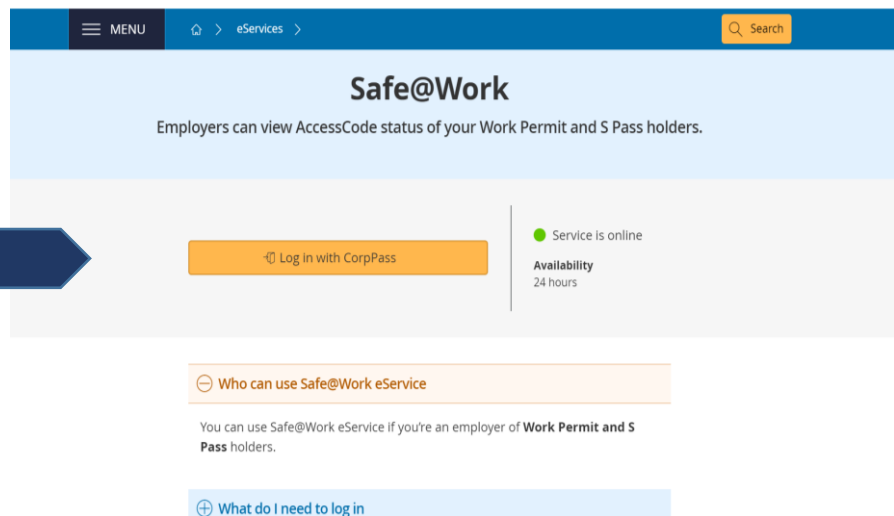 MENU
eServices
Search
Safe@Work
Employers can view AccessCode status of your Work Permit and S Pass holders.
Log in with CorpPass
Service is online
Availability
24 hours
Who can use Safe@Work eService
You can use Safe@Work eService if you're an employer of Work Permit and S
Pass holders.
What do I need to log in